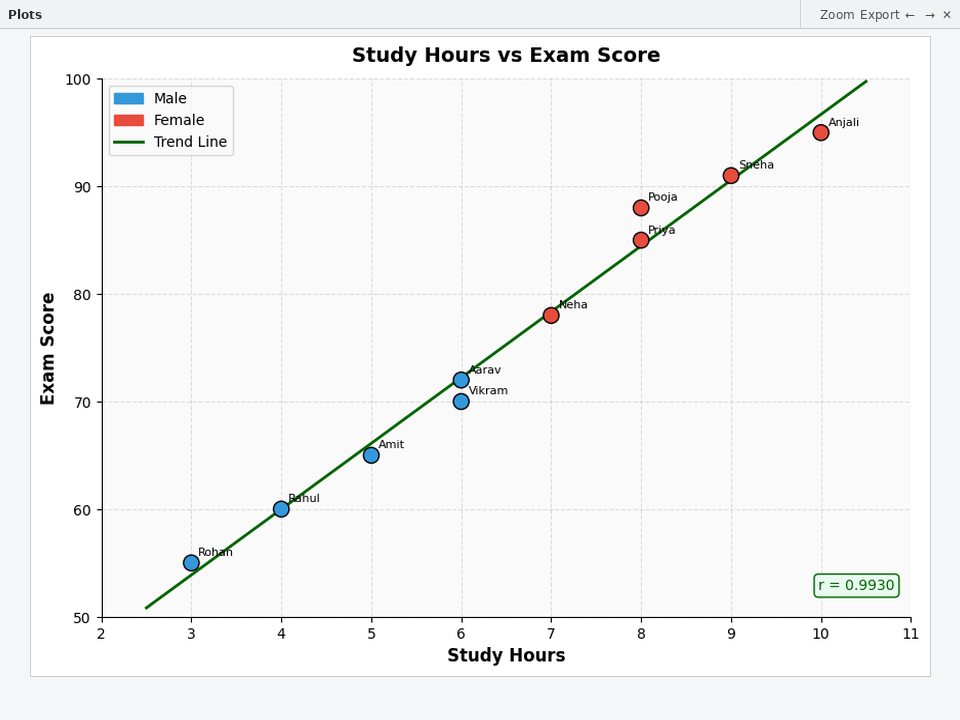 Plots
Zoom Export ← → ✕
Study Hours vs Exam Score
Male
Female
Trend Line
100
90
80
70
60
50
Exam Score
Anjali
Sneha
Pooja
Priya
Neha
Aarav
Vikram
Amit
Rahul
Rohan
r = 0.9930
2 3 4 5 6 7 8 9 10 11
Study Hours